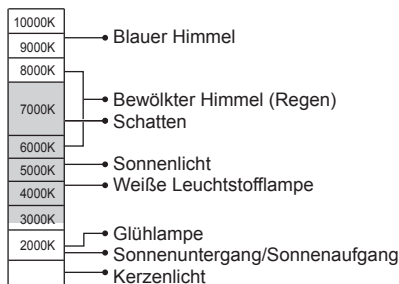 10000K
Blauer Himmel
9000K
8000K
Bewölkter Himmel (Regen)
7000K
Schatten
6000K
Sonnenlicht
5000K
Weiße Leuchtstofflampe
4000K
3000K
Glühlampe
2000K
Sonnenuntergang/Sonnenaufgang
Kerzenlicht